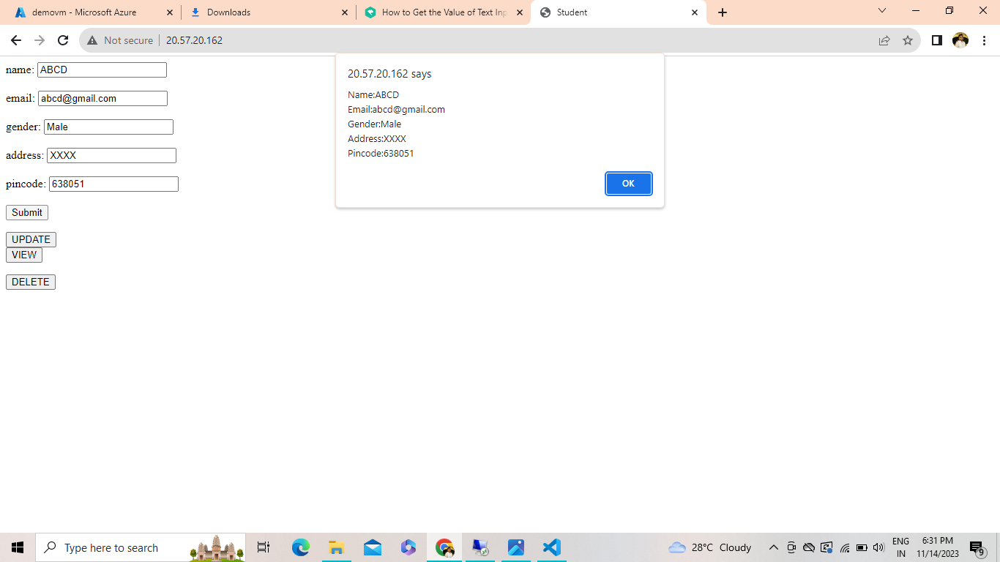 demovm - Microsoft Azure
Downloads
How to Get the Value of Text Inp
Student
Not secure
20.57.20.162
name: ABCD
email: abcd@gmail.com
gender: Male
address: XXXX
pincode: 638051
Submit
UPDATE
VIEW
DELETE
20.57.20.162 says
Name:ABCD
Email:abcd@gmail.com
Gender:Male
Address:XXXX
Pincode:638051
OK
Type here to search
28°C Cloudy
ENG
IN
6:31 PM
11/14/2023
9